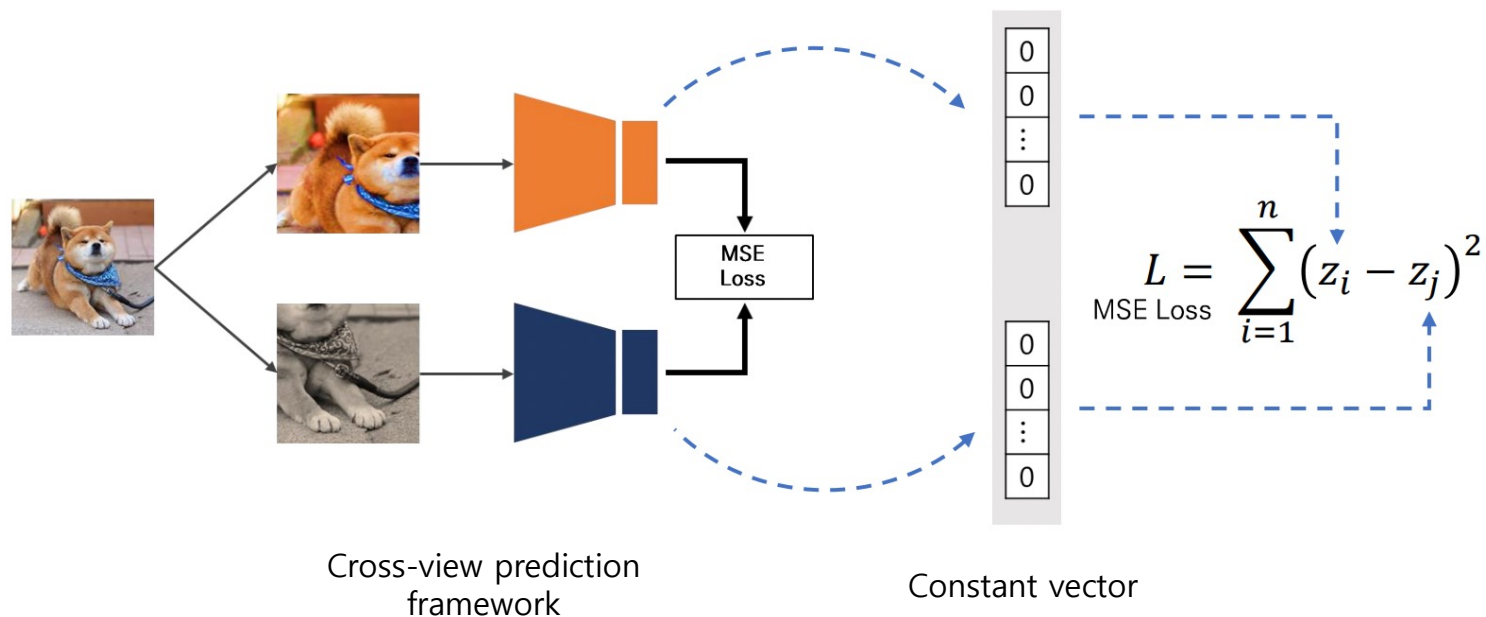 MSE
Loss
0
0
⋮
0
0
0
⋮
0
L = \sum_{i=1}^{n} (z_i - z_j)^2
MSE Loss
Cross-view prediction
framework
Constant vector